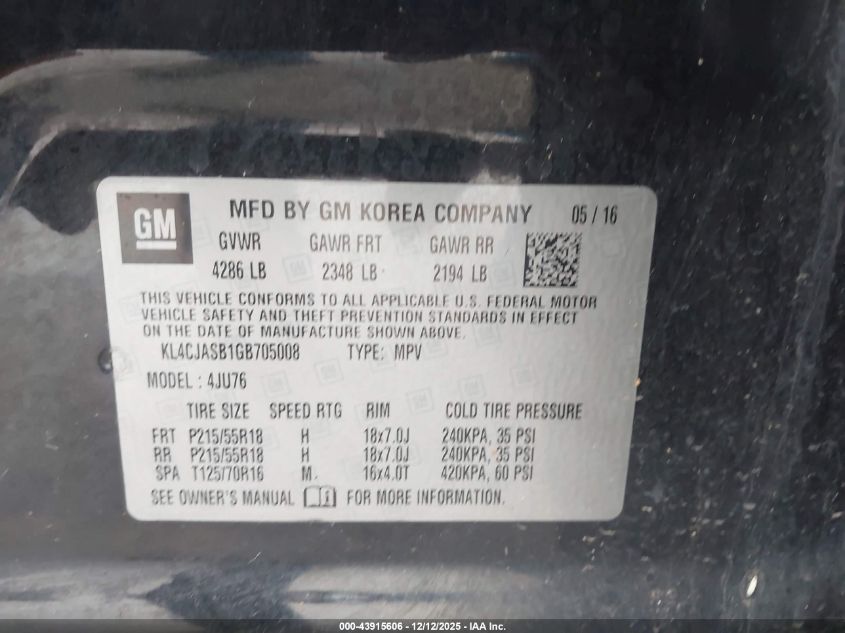 GM MFD BY GM KOREA COMPANY 05 / 16
GVWR GAWR FRT GAWR RR
4286 LB 2348 LB 2194 LB
THIS VEHICLE CONFORMS TO ALL APPLICABLE U.S. FEDERAL MOTOR
VEHICLE SAFETY AND THEFT PREVENTION STANDARDS IN EFFECT
ON THE DATE OF MANUFACTURE SHOWN ABOVE.
KL4CJASB1GB705008 TYPE: MPV
MODEL : 4JU76
TIRE SIZE SPEED RTG RIM COLD TIRE PRESSURE
FRT P215/55R18 H 18x7.0J 240KPA, 35 PSI
RR P215/55R18 H 18x7.0J 240KPA, 35 PSI
SPA T125/70R16 M 16x4.0T 420KPA, 60 PSI
SEE OWNER'S MANUAL FOR MORE INFORMATION.
000-43915606 - 12/12/2025 - IAA Inc.